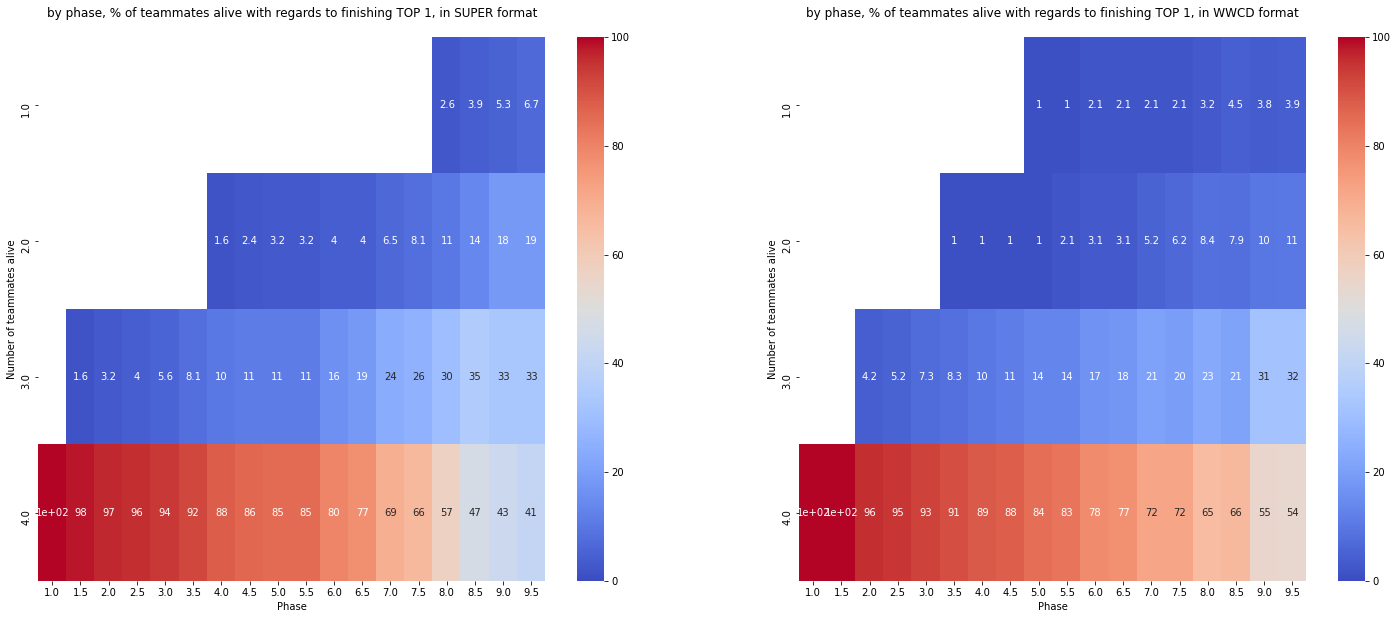 by phase, % of teammates alive with regards to finishing TOP 1, in SUPER format
Number of teammates alive
1.0
2.0
3.0
4.0
2.6 3.9 5.3 6.7
1.6 2.4 3.2 3.2 4 4 6.5 8.1 11 14 18 19
1.6 3.2 4 5.6 8.1 10 11 11 11 16 19 24 26 30 35 33 33
1e+02 98 97 96 94 92 88 86 85 85 80 77 69 66 57 47 43 41
1.0 1.5 2.0 2.5 3.0 3.5 4.0 4.5 5.0 5.5 6.0 6.5 7.0 7.5 8.0 8.5 9.0 9.5
Phase
100
80
60
40
20
0
by phase, % of teammates alive with regards to finishing TOP 1, in WWCD format
Number of teammates alive
1.0
2.0
3.0
4.0
1 1 2.1 2.1 2.1 2.1 3.2 4.5 3.8 3.9
1 1 1 1 2.1 3.1 3.1 5.2 6.2 8.4 7.9 10 11
4.2 5.2 7.3 8.3 10 11 14 14 17 18 21 20 23 21 31 32
1e+02 1e+02 96 95 93 91 89 88 84 83 78 77 72 72 65 66 55 54
1.0 1.5 2.0 2.5 3.0 3.5 4.0 4.5 5.0 5.5 6.0 6.5 7.0 7.5 8.0 8.5 9.0 9.5
Phase
100
80
60
40
20
0